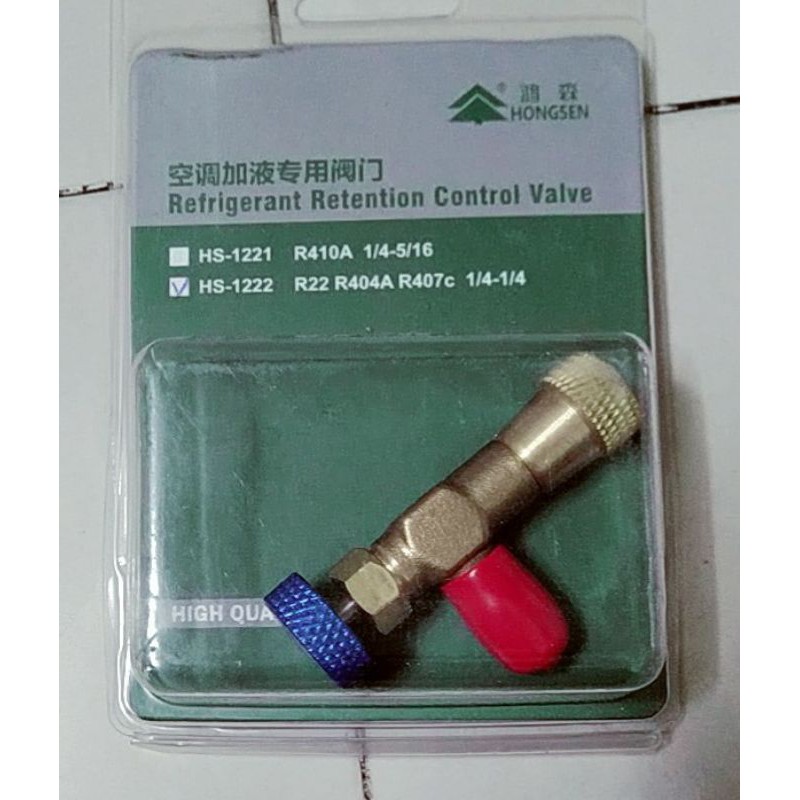 鸿森
®
HONGSEN
空调加液专用阀门
Refrigerant Retention Control Valve
HS-1221 R410A 1/4-5/16
HS-1222 R22 R404A R407c 1/4-1/4
HIGH QUA